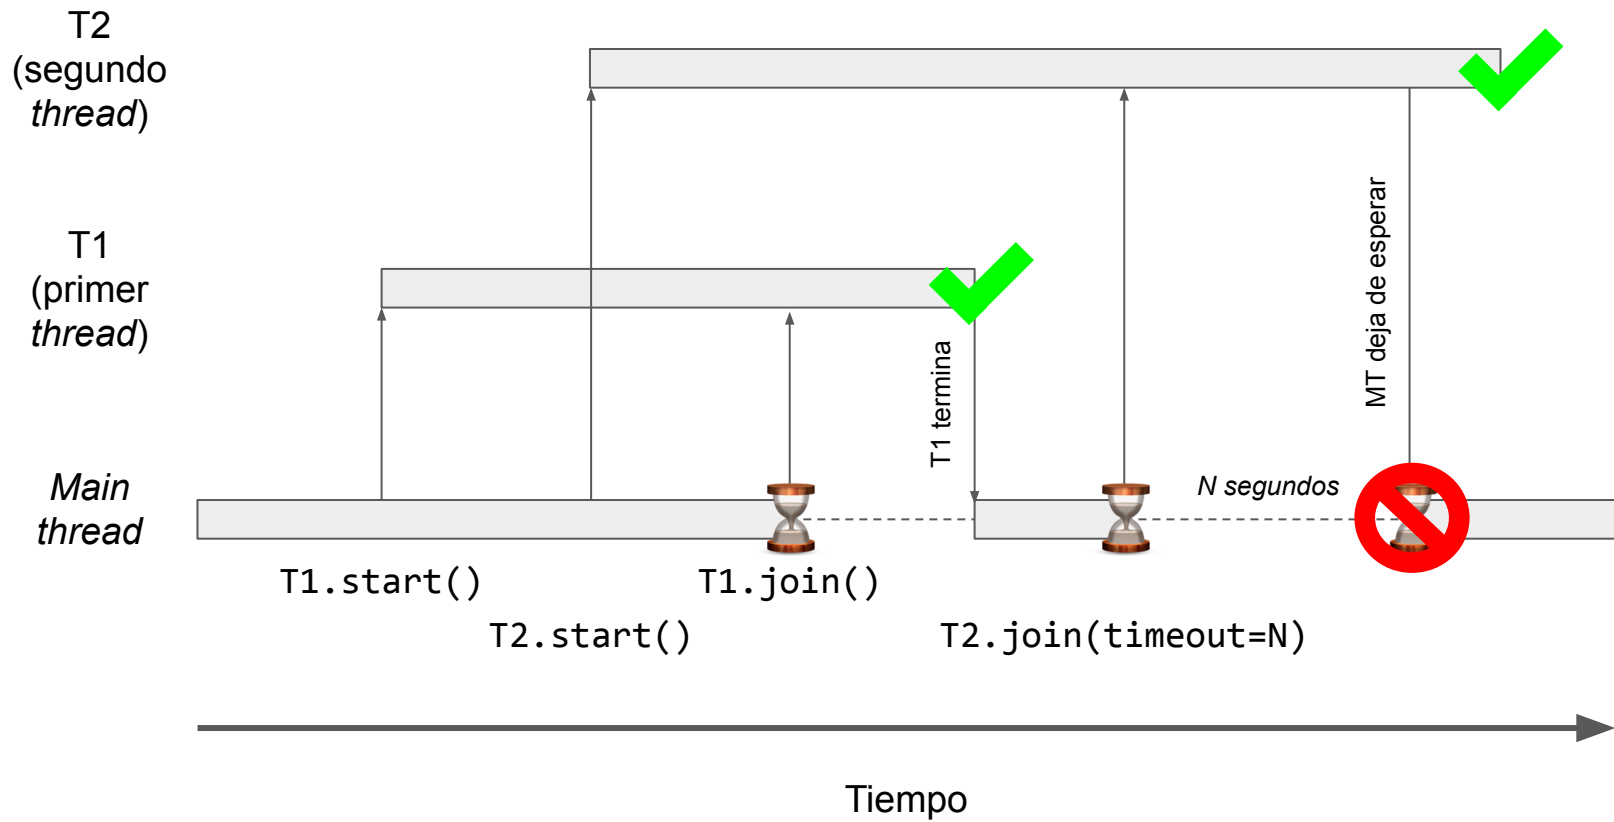 T2
(segundo
thread)
T1
(primer
thread)
MT deja de esperar
T1 termina
Main
thread
N segundos
T1.start()
T1.join()
T2.start()
T2.join(timeout=N)
Tiempo